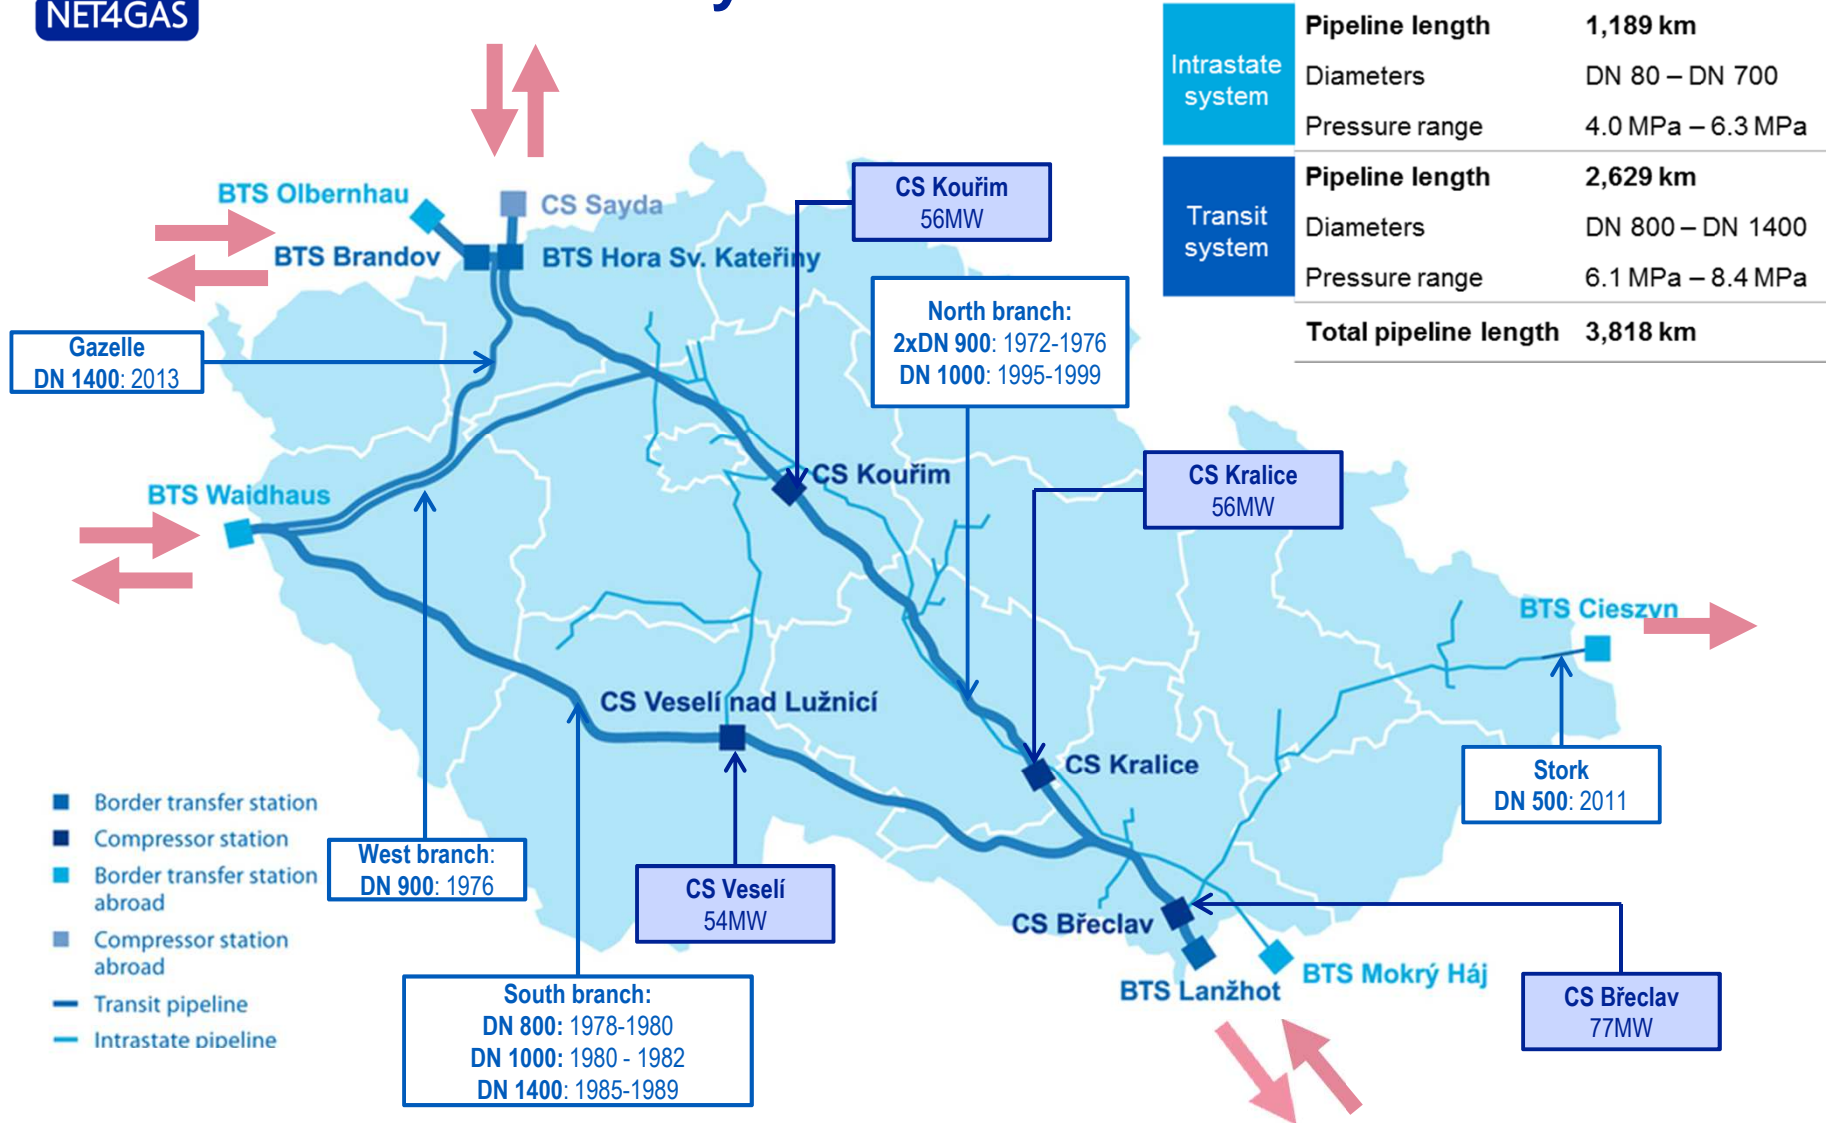 NET4GAS
Intrastate
system
Pipeline length 1,189 km
Diameters DN 80 – DN 700
Pressure range 4.0 MPa – 6.3 MPa
Transit
system
Pipeline length 2,629 km
Diameters DN 800 – DN 1400
Pressure range 6.1 MPa – 8.4 MPa
Total pipeline length 3,818 km
BTS Olbernhau
CS Sayda
BTS Brandov
BTS Hora Sv. Kateřiny
CS Kouřim
56MW
North branch:
2xDN 900: 1972-1976
DN 1000: 1995-1999
Gazelle
DN 1400: 2013
CS Kouřim
CS Kralice
56MW
BTS Waidhaus
BTS Cieszyn
CS Veselí nad Lužnicí
CS Kralice
Stork
DN 500: 2011
Border transfer station
Compressor station
Border transfer station
abroad
Compressor station
abroad
Transit pipeline
Intrastate pipeline
West branch:
DN 900: 1976
CS Veselí
54MW
CS Břeclav
BTS Lanžhot
BTS Mokrý Háj
CS Břeclav
77MW
South branch:
DN 800: 1978-1980
DN 1000: 1980 - 1982
DN 1400: 1985-1989